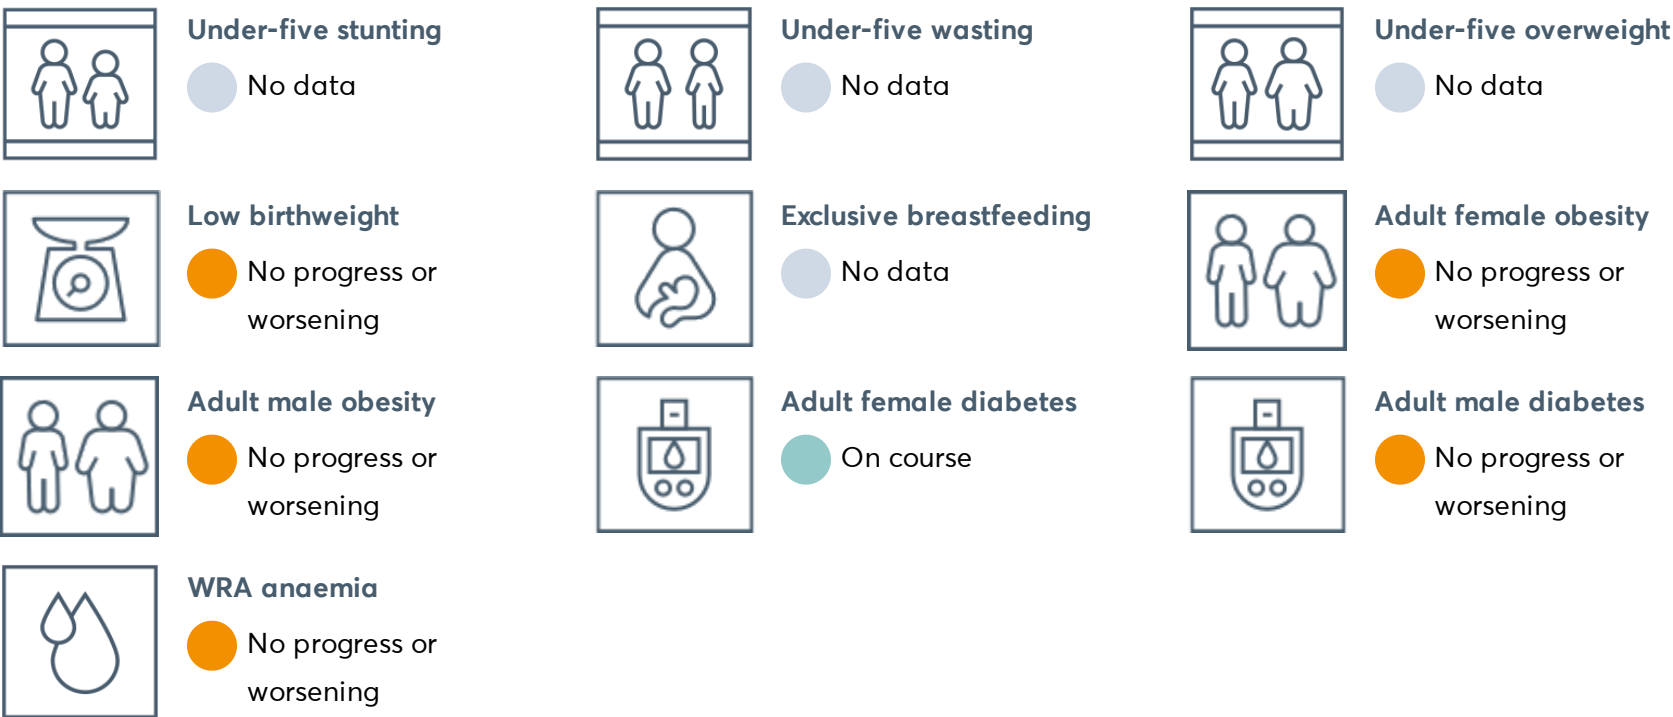 Under-five stunting
No data
Under-five wasting
No data
Under-five overweight
No data
Low birthweight
No progress or
worsening
Exclusive breastfeeding
No data
Adult female obesity
No progress or
worsening
Adult male obesity
No progress or
worsening
Adult female diabetes
On course
Adult male diabetes
No progress or
worsening
WRA anaemia
No progress or
worsening